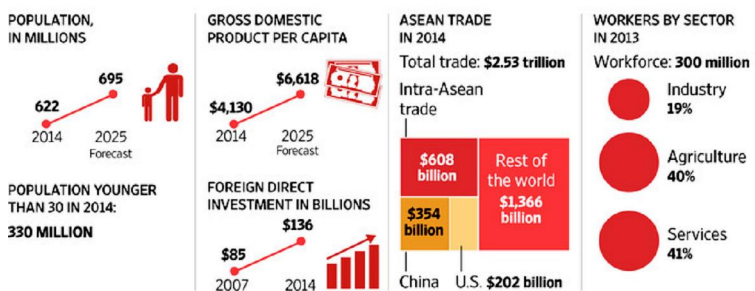 POPULATION,
IN MILLIONS
695
622
2014
2025
Forecast
POPULATION YOUNGER
THAN 30 IN 2014:
330 MILLION
GROSS DOMESTIC
PRODUCT PER CAPITA
$6,618
$4,130
2014
2025
Forecast
FOREIGN DIRECT
INVESTMENT IN BILLIONS
$136
$85
2007
2014
ASEAN TRADE
IN 2014
Total trade: $2.53 trillion
Intra-Asean
trade
$608
billion
Rest of
the world
$1,366
billion
$354
billion
China
U.S. $202 billion
WORKERS BY SECTOR
IN 2013
Workforce: 300 million
Industry
19%
Agriculture
40%
Services
41%